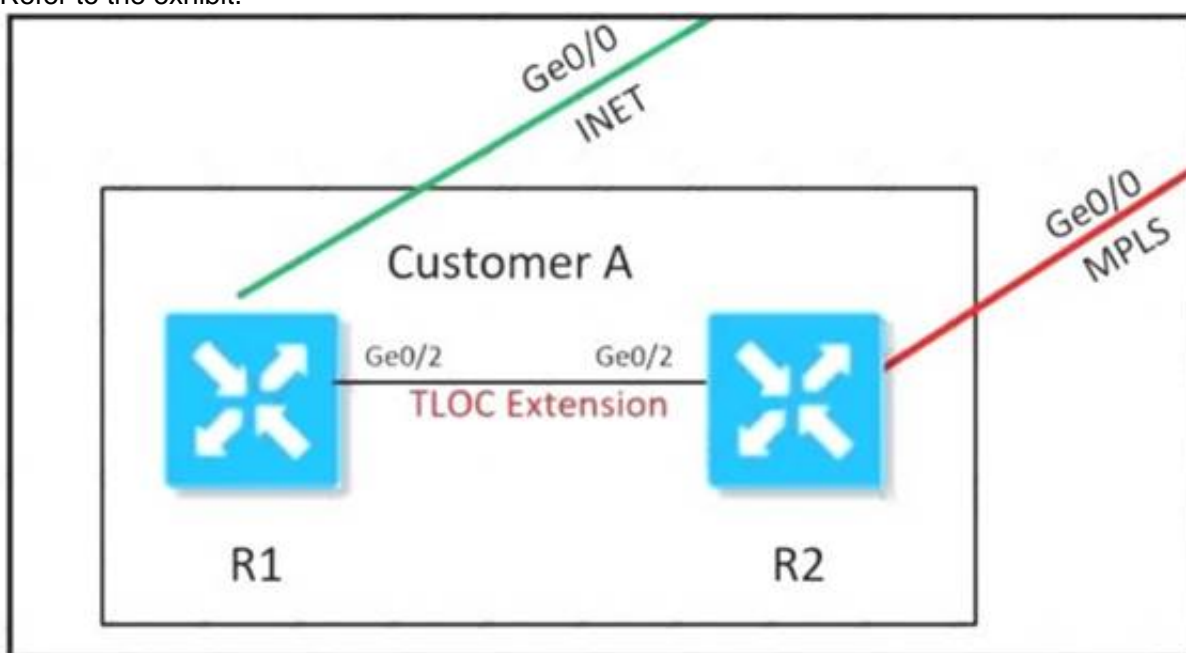 Refer to the exhibit.
Ge0/0
INET
Ge0/0
MPLS
Customer A
Ge0/2
Ge0/2
TLOC Extension
R1
R2